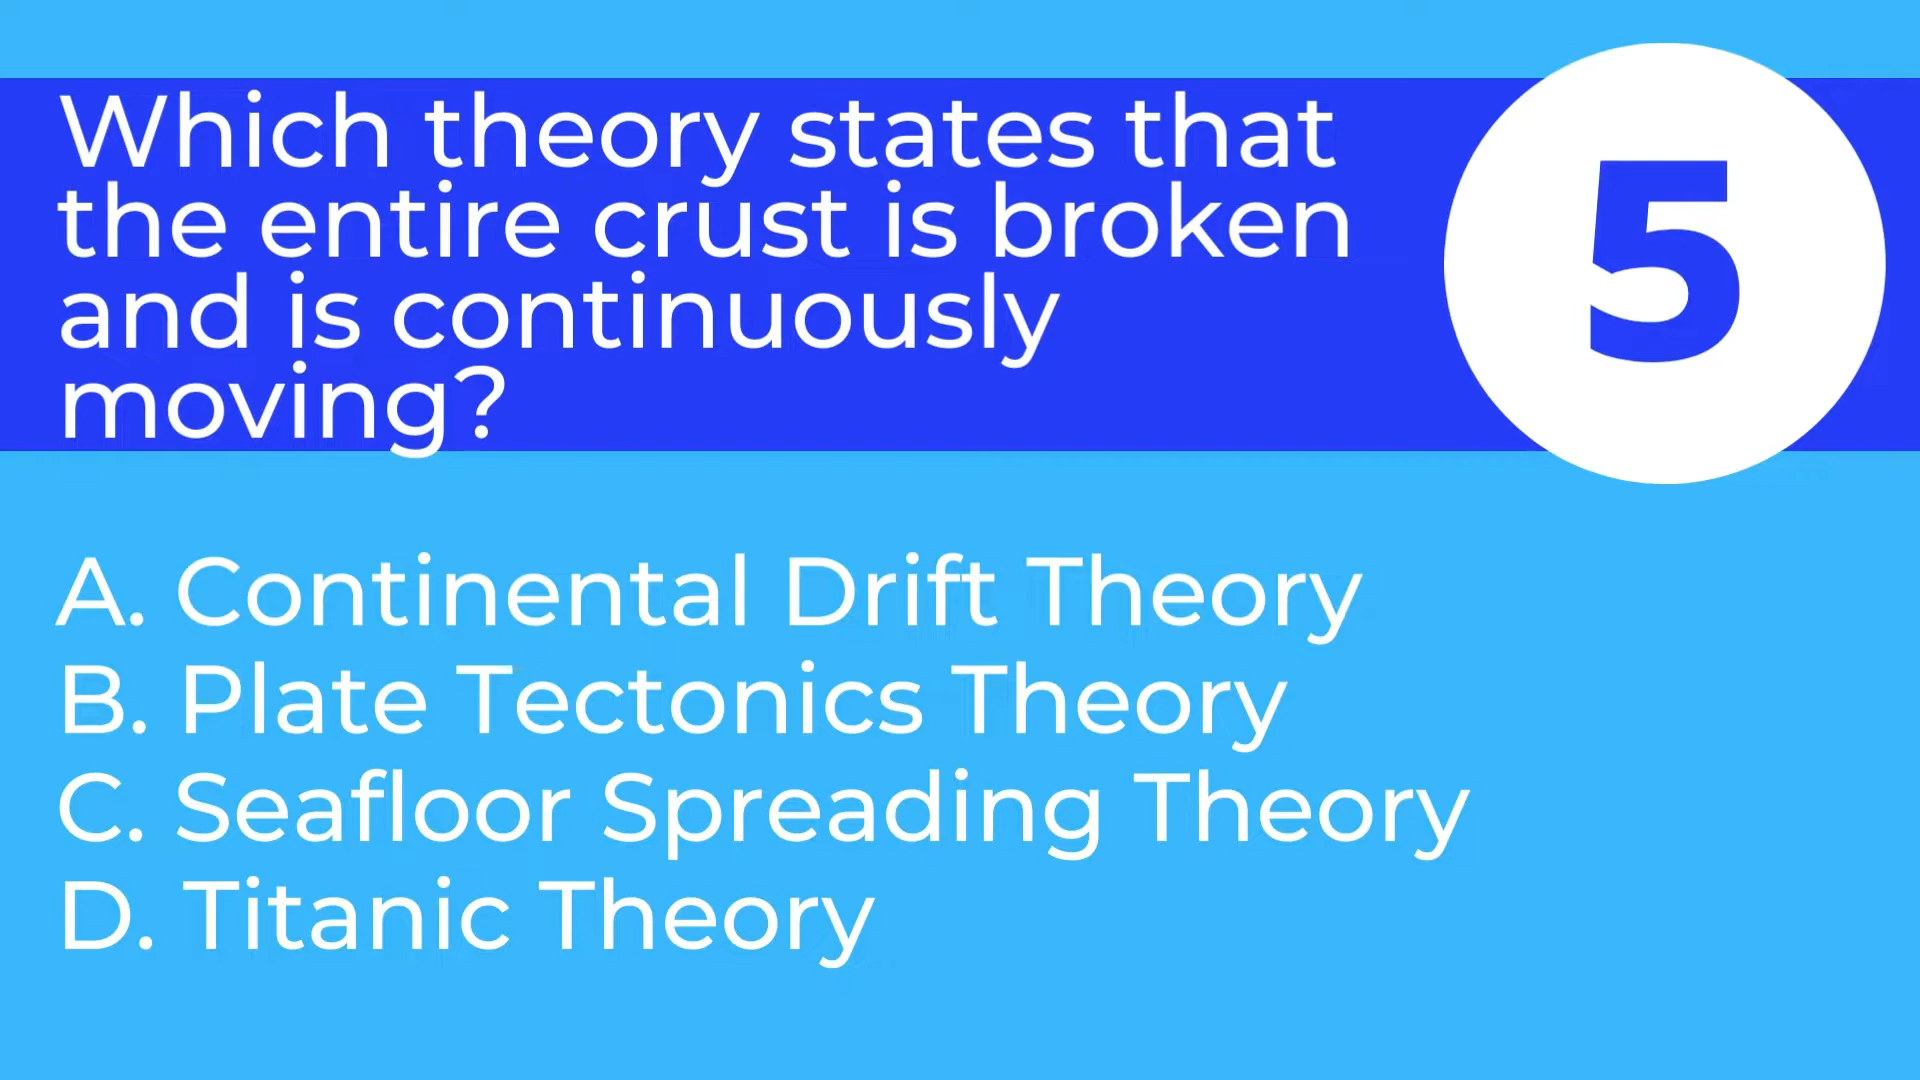 Which theory states that
the entire crust is broken
and is continuously
moving?
5
A. Continental Drift Theory
B. Plate Tectonics Theory
C. Seafloor Spreading Theory
D. Titanic Theory